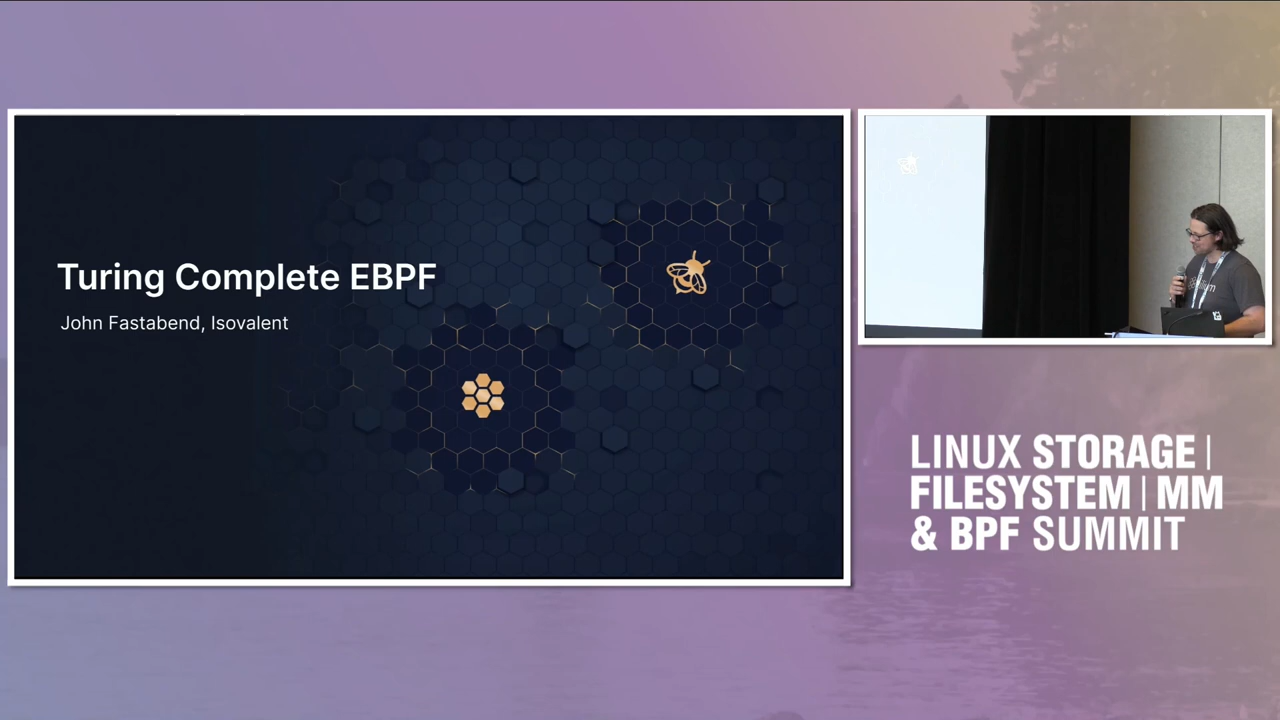 Turing Complete EBPF
John Fastabend, Isovalent
LINUX STORAGE |
FILESYSTEM | MM
& BPF SUMMIT